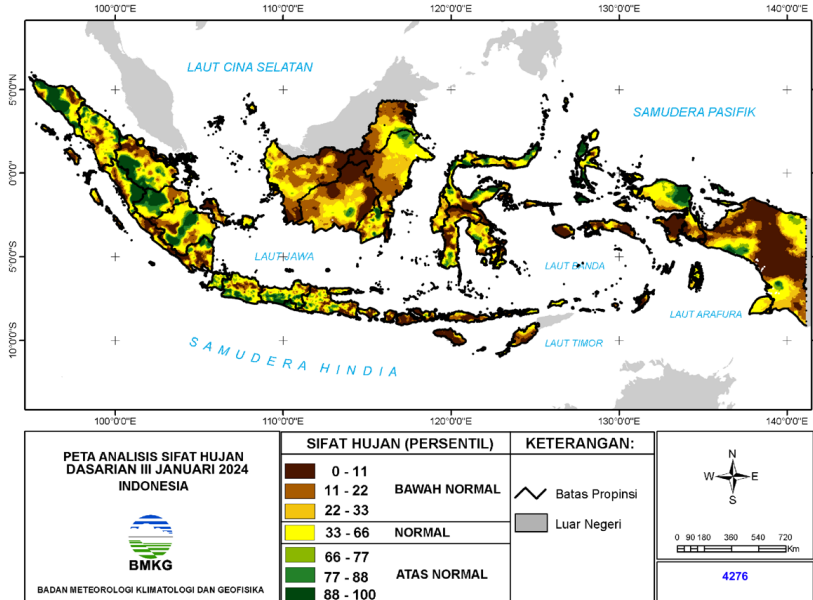 100°0'0"E 110°0'0"E 120°0'0"E 130°0'0"E 140°0'0"E
LAUT CINA SELATAN
5°0'0"N
SAMUDERA PASIFIK
0°0'0"
LAUT JAWA
5°0'0"S
LAUT BANDA
LAUT ARAFURA
10°0'0"S
SAMUDERA HINDIA
LAUT TIMOR
100°0'0"E 110°0'0"E 120°0'0"E 130°0'0"E 140°0'0"E
PETA ANALISIS SIFAT HUJAN
DASARIAN III JANUARI 2024
INDONESIA
BMKG
BADAN METEOROLOGI KLIMATOLOGI DAN GEOFISIKA
SIFAT HUJAN (PERSENTIL)
0 - 11
11 - 22 BAWAH NORMAL
22 - 33
33 - 66 NORMAL
66 - 77
77 - 88 ATAS NORMAL
88 - 100
KETERANGAN:
Batas Propinsi
Luar Negeri
N
W E
S
0 90 180 360 540 720
Km
4276